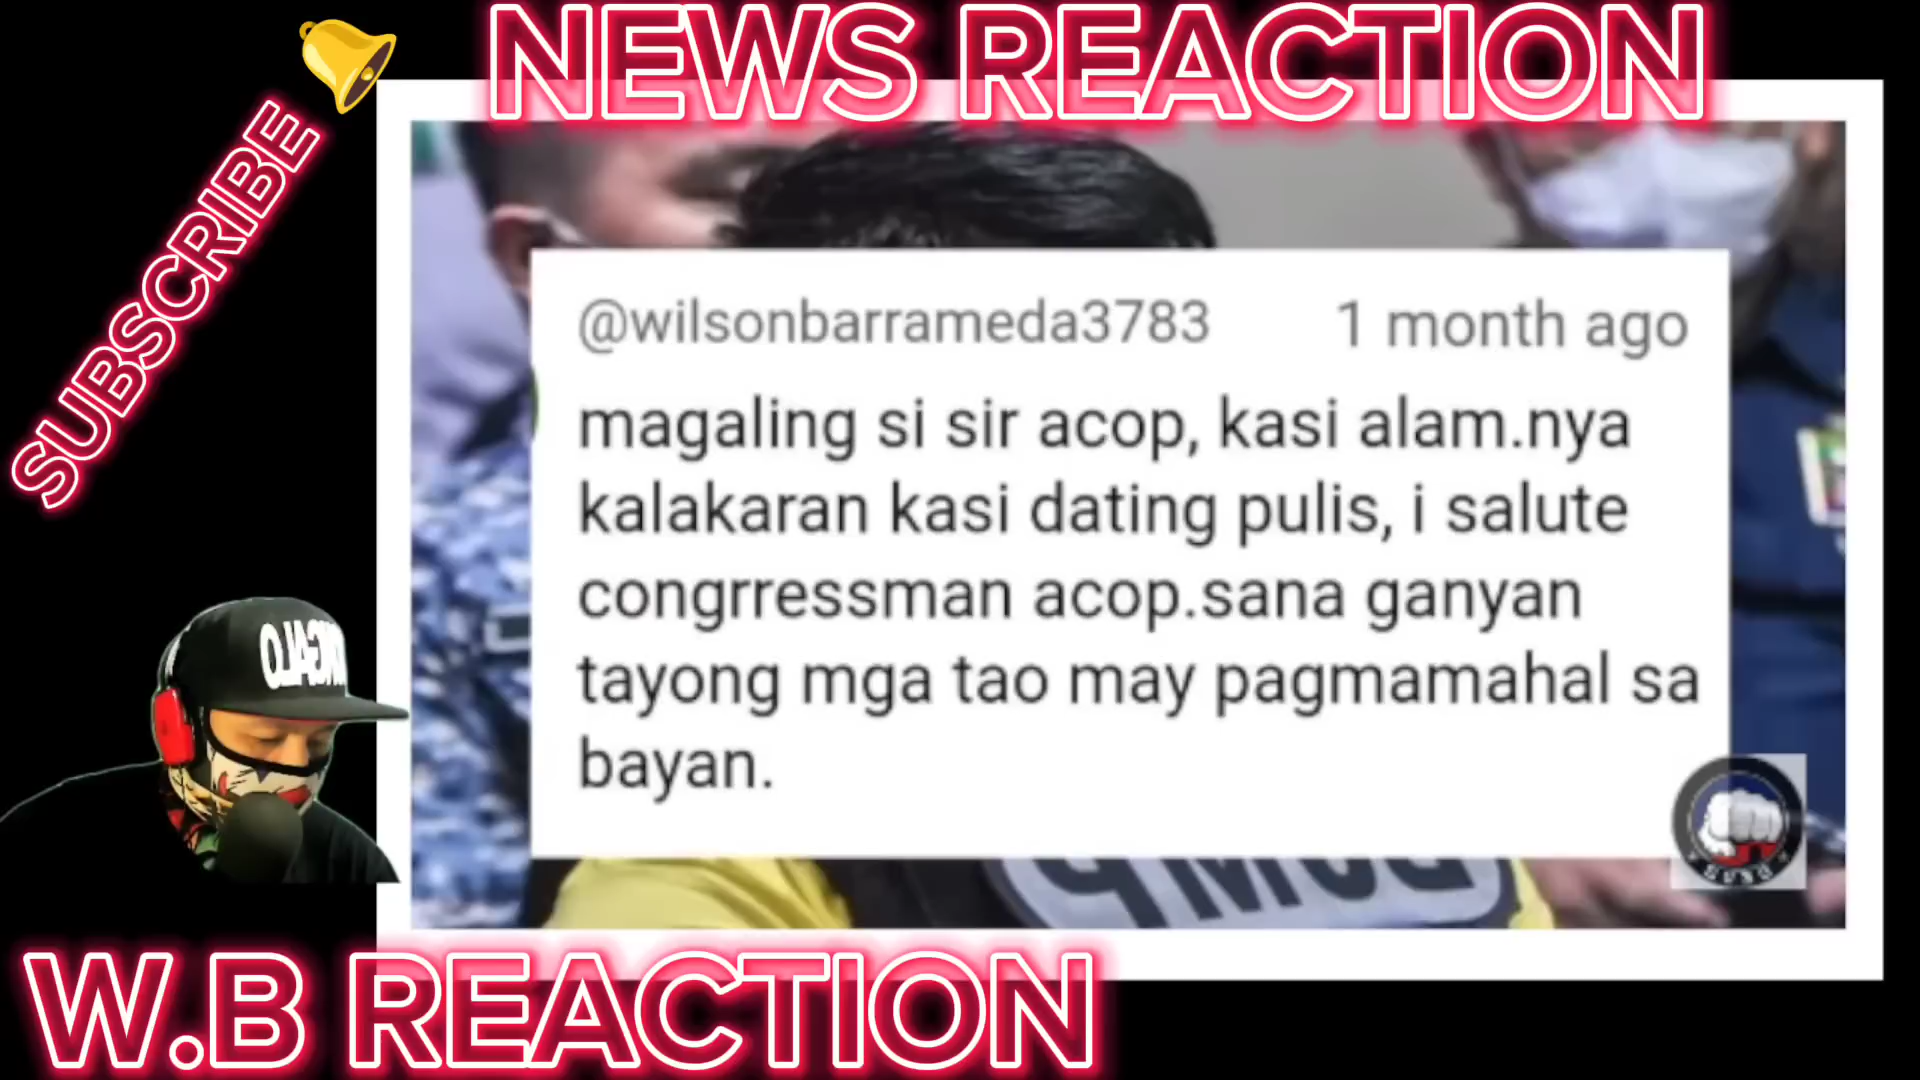 NEWS REACTION
SUBSCRIBE
@wilsonbarrameda3783 1 month ago
magaling si sir acop, kasi alam.nya
kalakaran kasi dating pulis, i salute
congrressman acop.sana ganyan
tayong mga tao may pagmamahal sa
bayan.
W.B REACTION